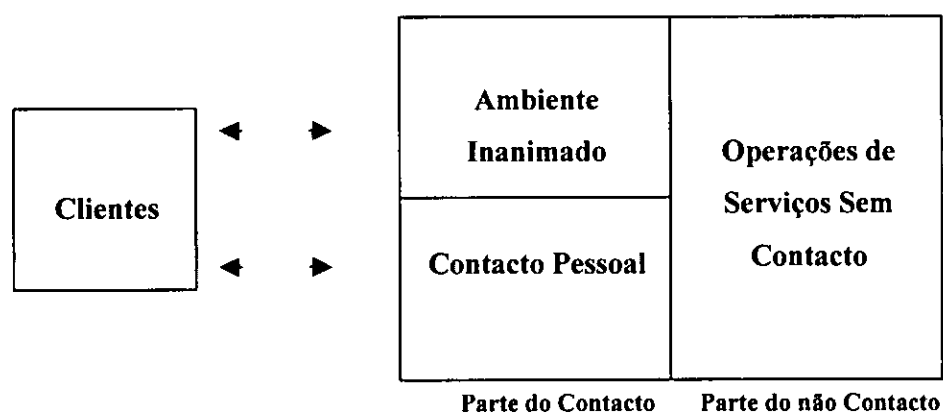 Clientes
Ambiente
Inanimado
Contacto Pessoal
Operações de
Serviços Sem
Contacto
Parte do Contacto
Parte do não Contacto